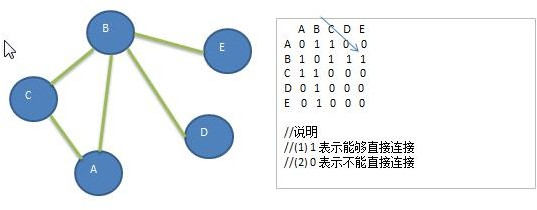 B
E
C
D
A
A B C D E
A 0 1 1 0 0
B 1 0 1 1 1
C 1 1 0 0 0
D 0 1 0 0 0
E 0 1 0 0 0
//说明
//(1) 1 表示能够直接连接
//(2) 0 表示不能直接连接